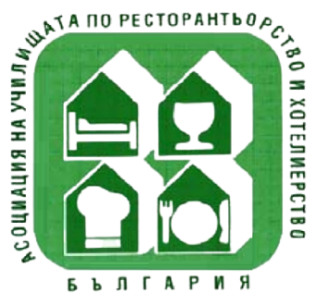 АСОЦИАЦИЯ НА УЧИЛИЩАТА ПО РЕСТОРАНТЬОРСТВО И ХОТЕЛИЕРСТВО
БЪЛГАРИЯ